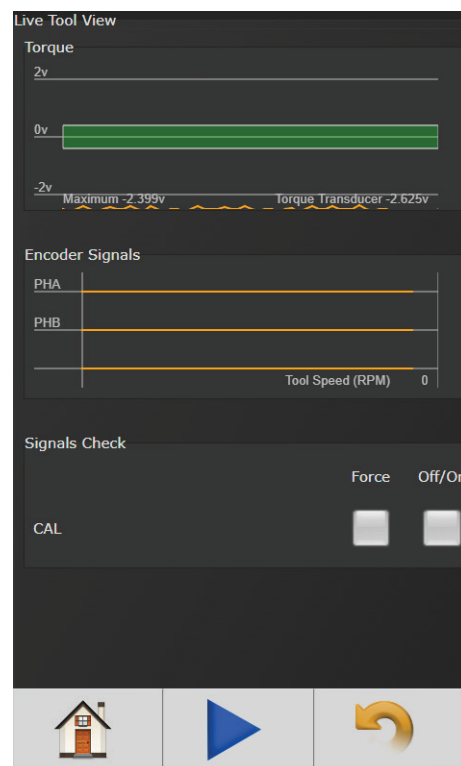 Live Tool View
Torque
2v
0v
-2v
Maximum -2.399v Torque Transducer -2.625v
Encoder Signals
PHA
PHB
Tool Speed (RPM) 0
Signals Check
Force Off/On
CAL